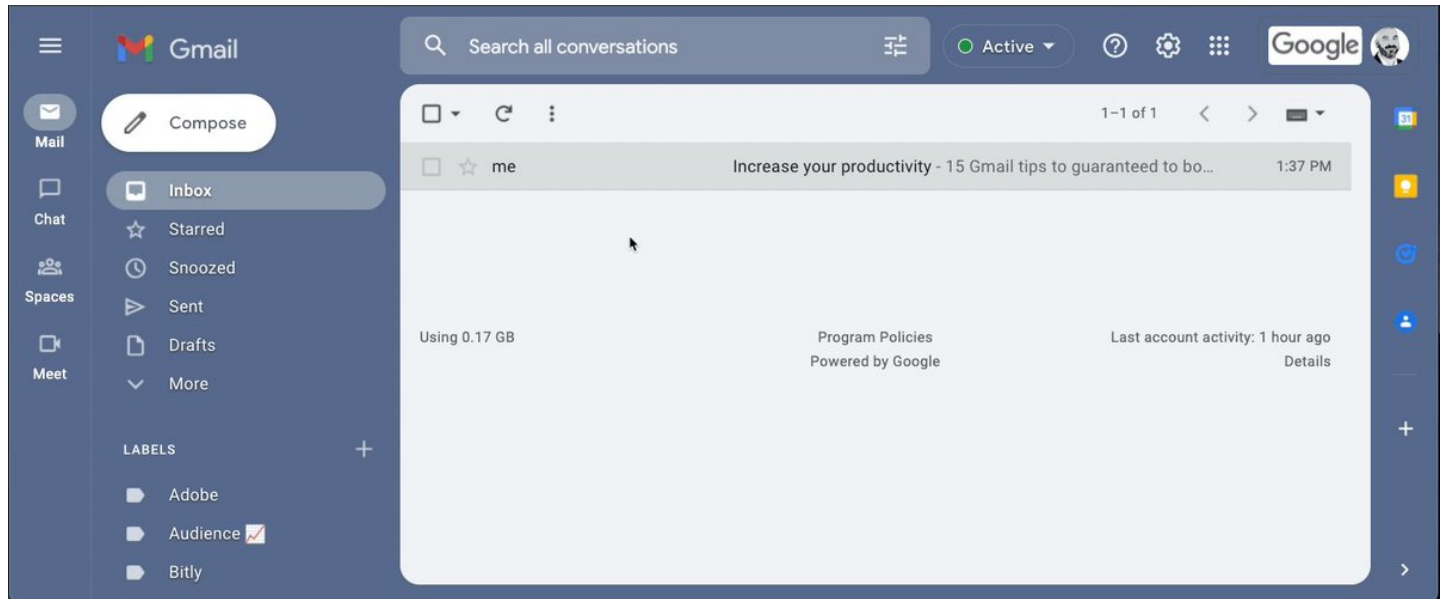 Gmail
Search all conversations
Active
Google
Mail
Chat
Spaces
Meet
Compose
Inbox
Starred
Snoozed
Sent
Drafts
More
LABELS
Adobe
Audience 📈
Bitly
1–1 of 1
me Increase your productivity - 15 Gmail tips to guaranteed to bo... 1:37 PM
Using 0.17 GB
Program Policies
Powered by Google
Last account activity: 1 hour ago
Details
31